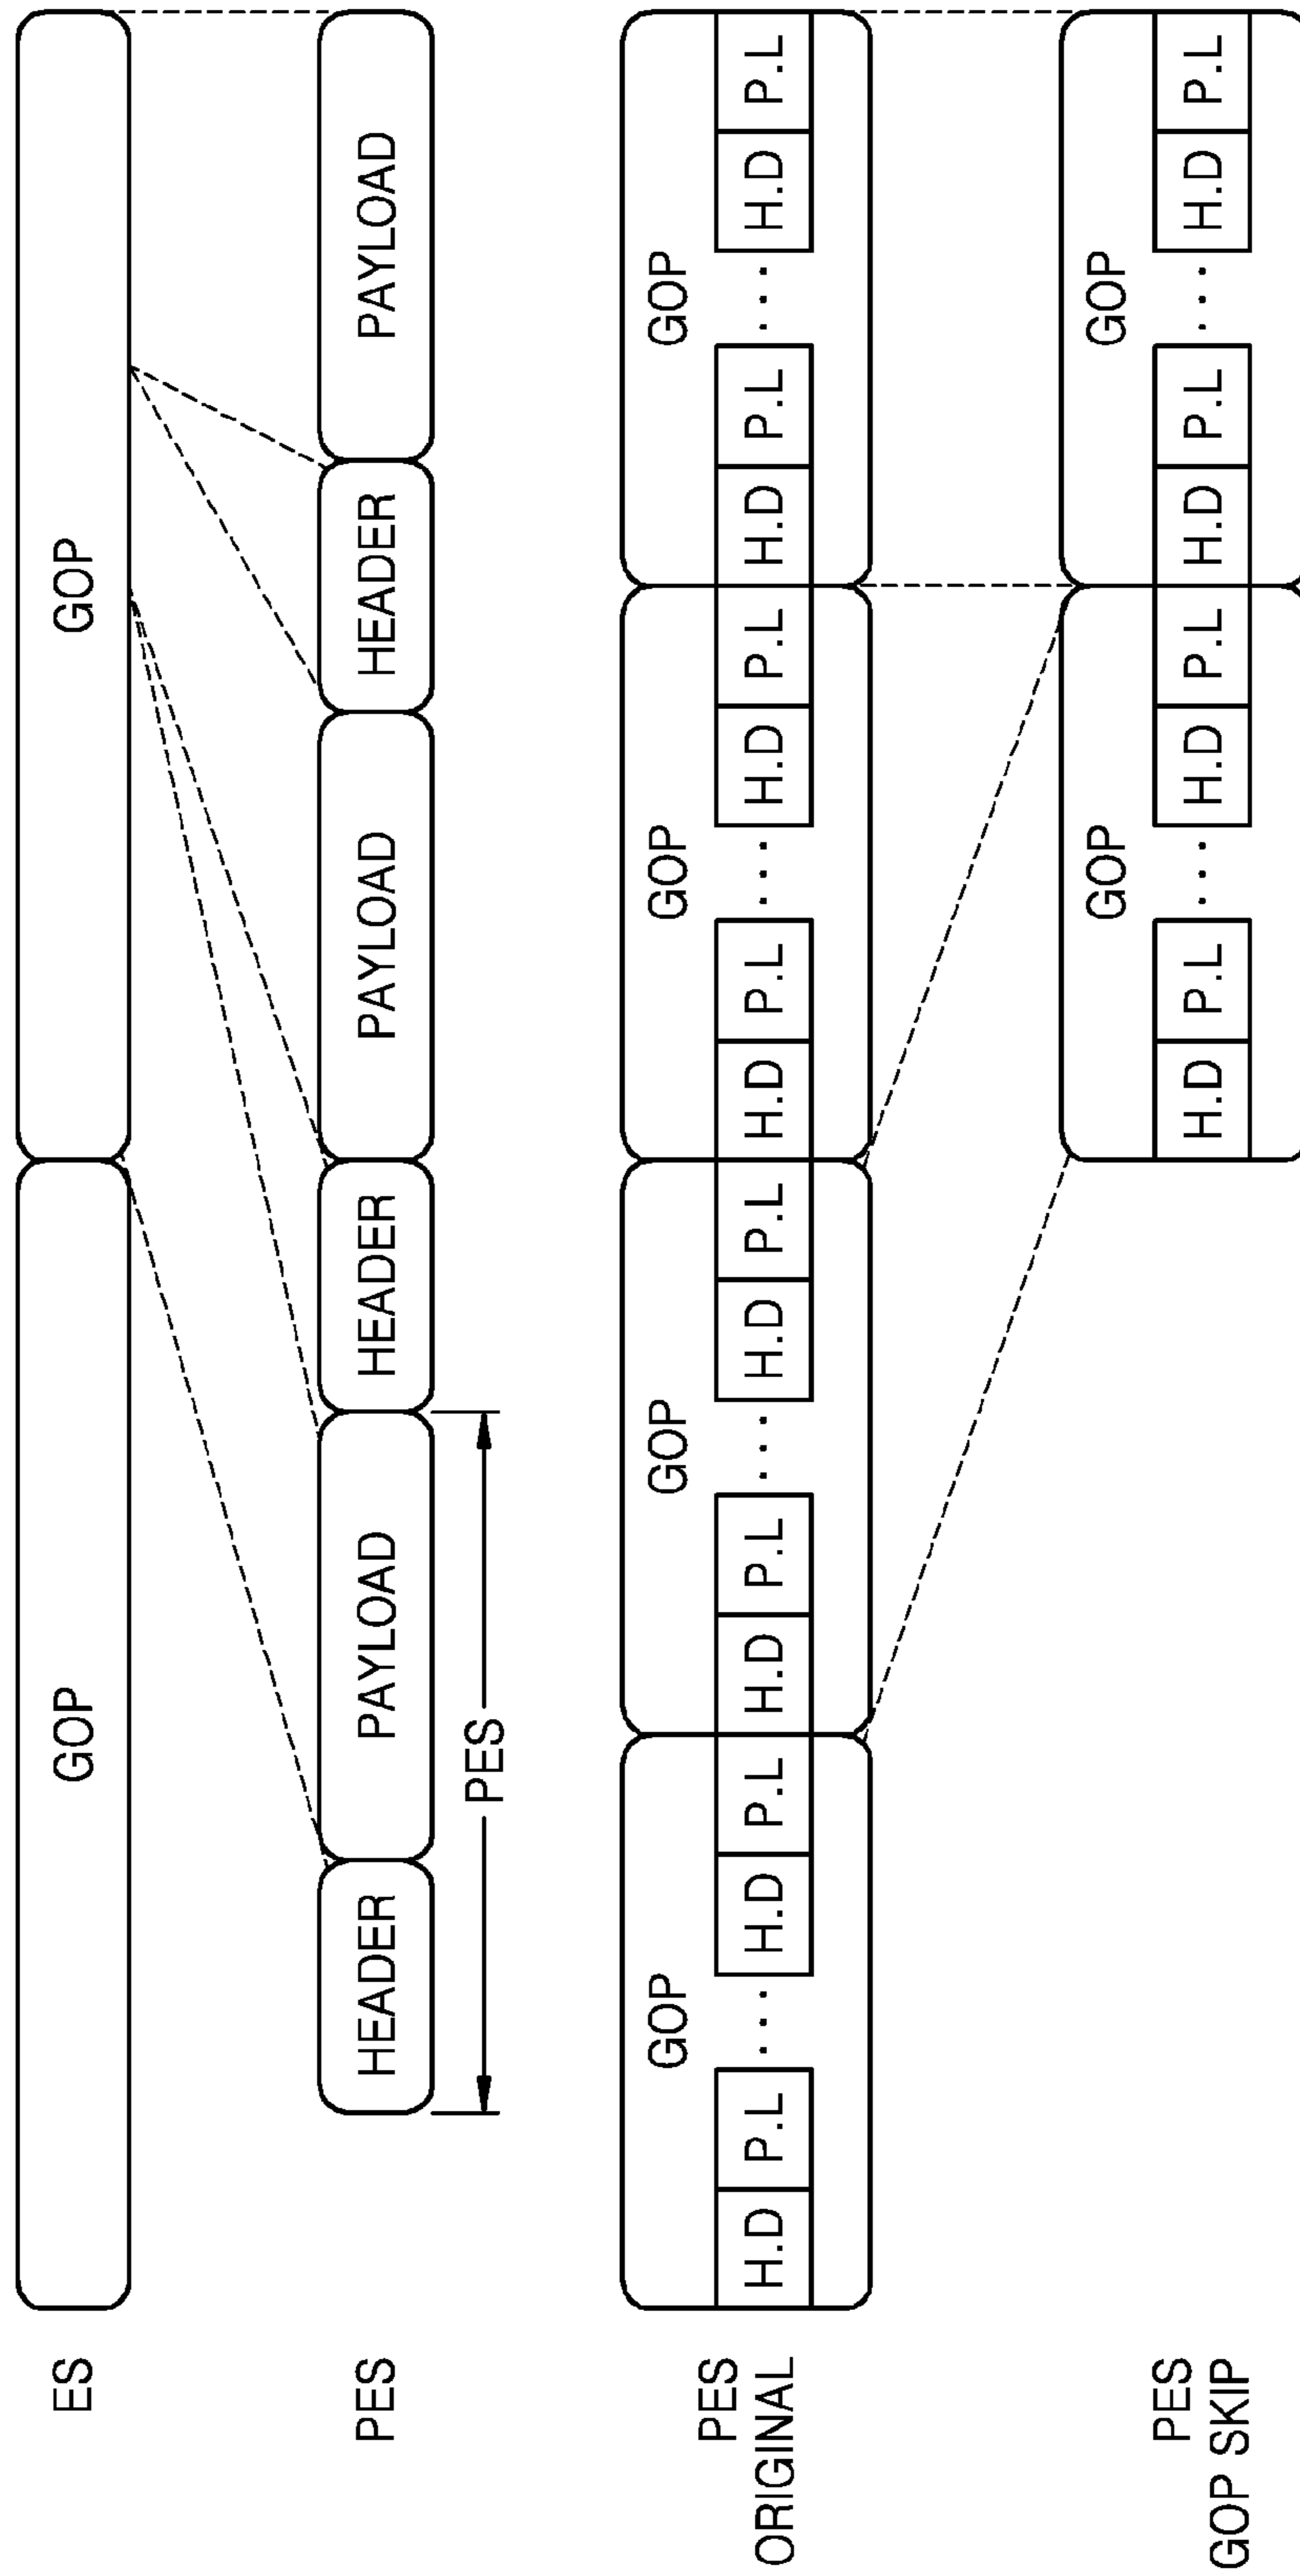 ES
GOP
GOP
PES
HEADER
PAYLOAD
HEADER
PAYLOAD
HEADER
PAYLOAD
PES
PES
ORIGINAL
GOP
GOP
GOP
GOP
H.D P.L ... H.D P.L H.D P.L ... H.D P.L H.D P.L ... H.D P.L H.D P.L ... H.D P.L
PES
GOP SKIP
GOP
GOP
H.D P.L ... H.D P.L H.D P.L ... H.D P.L